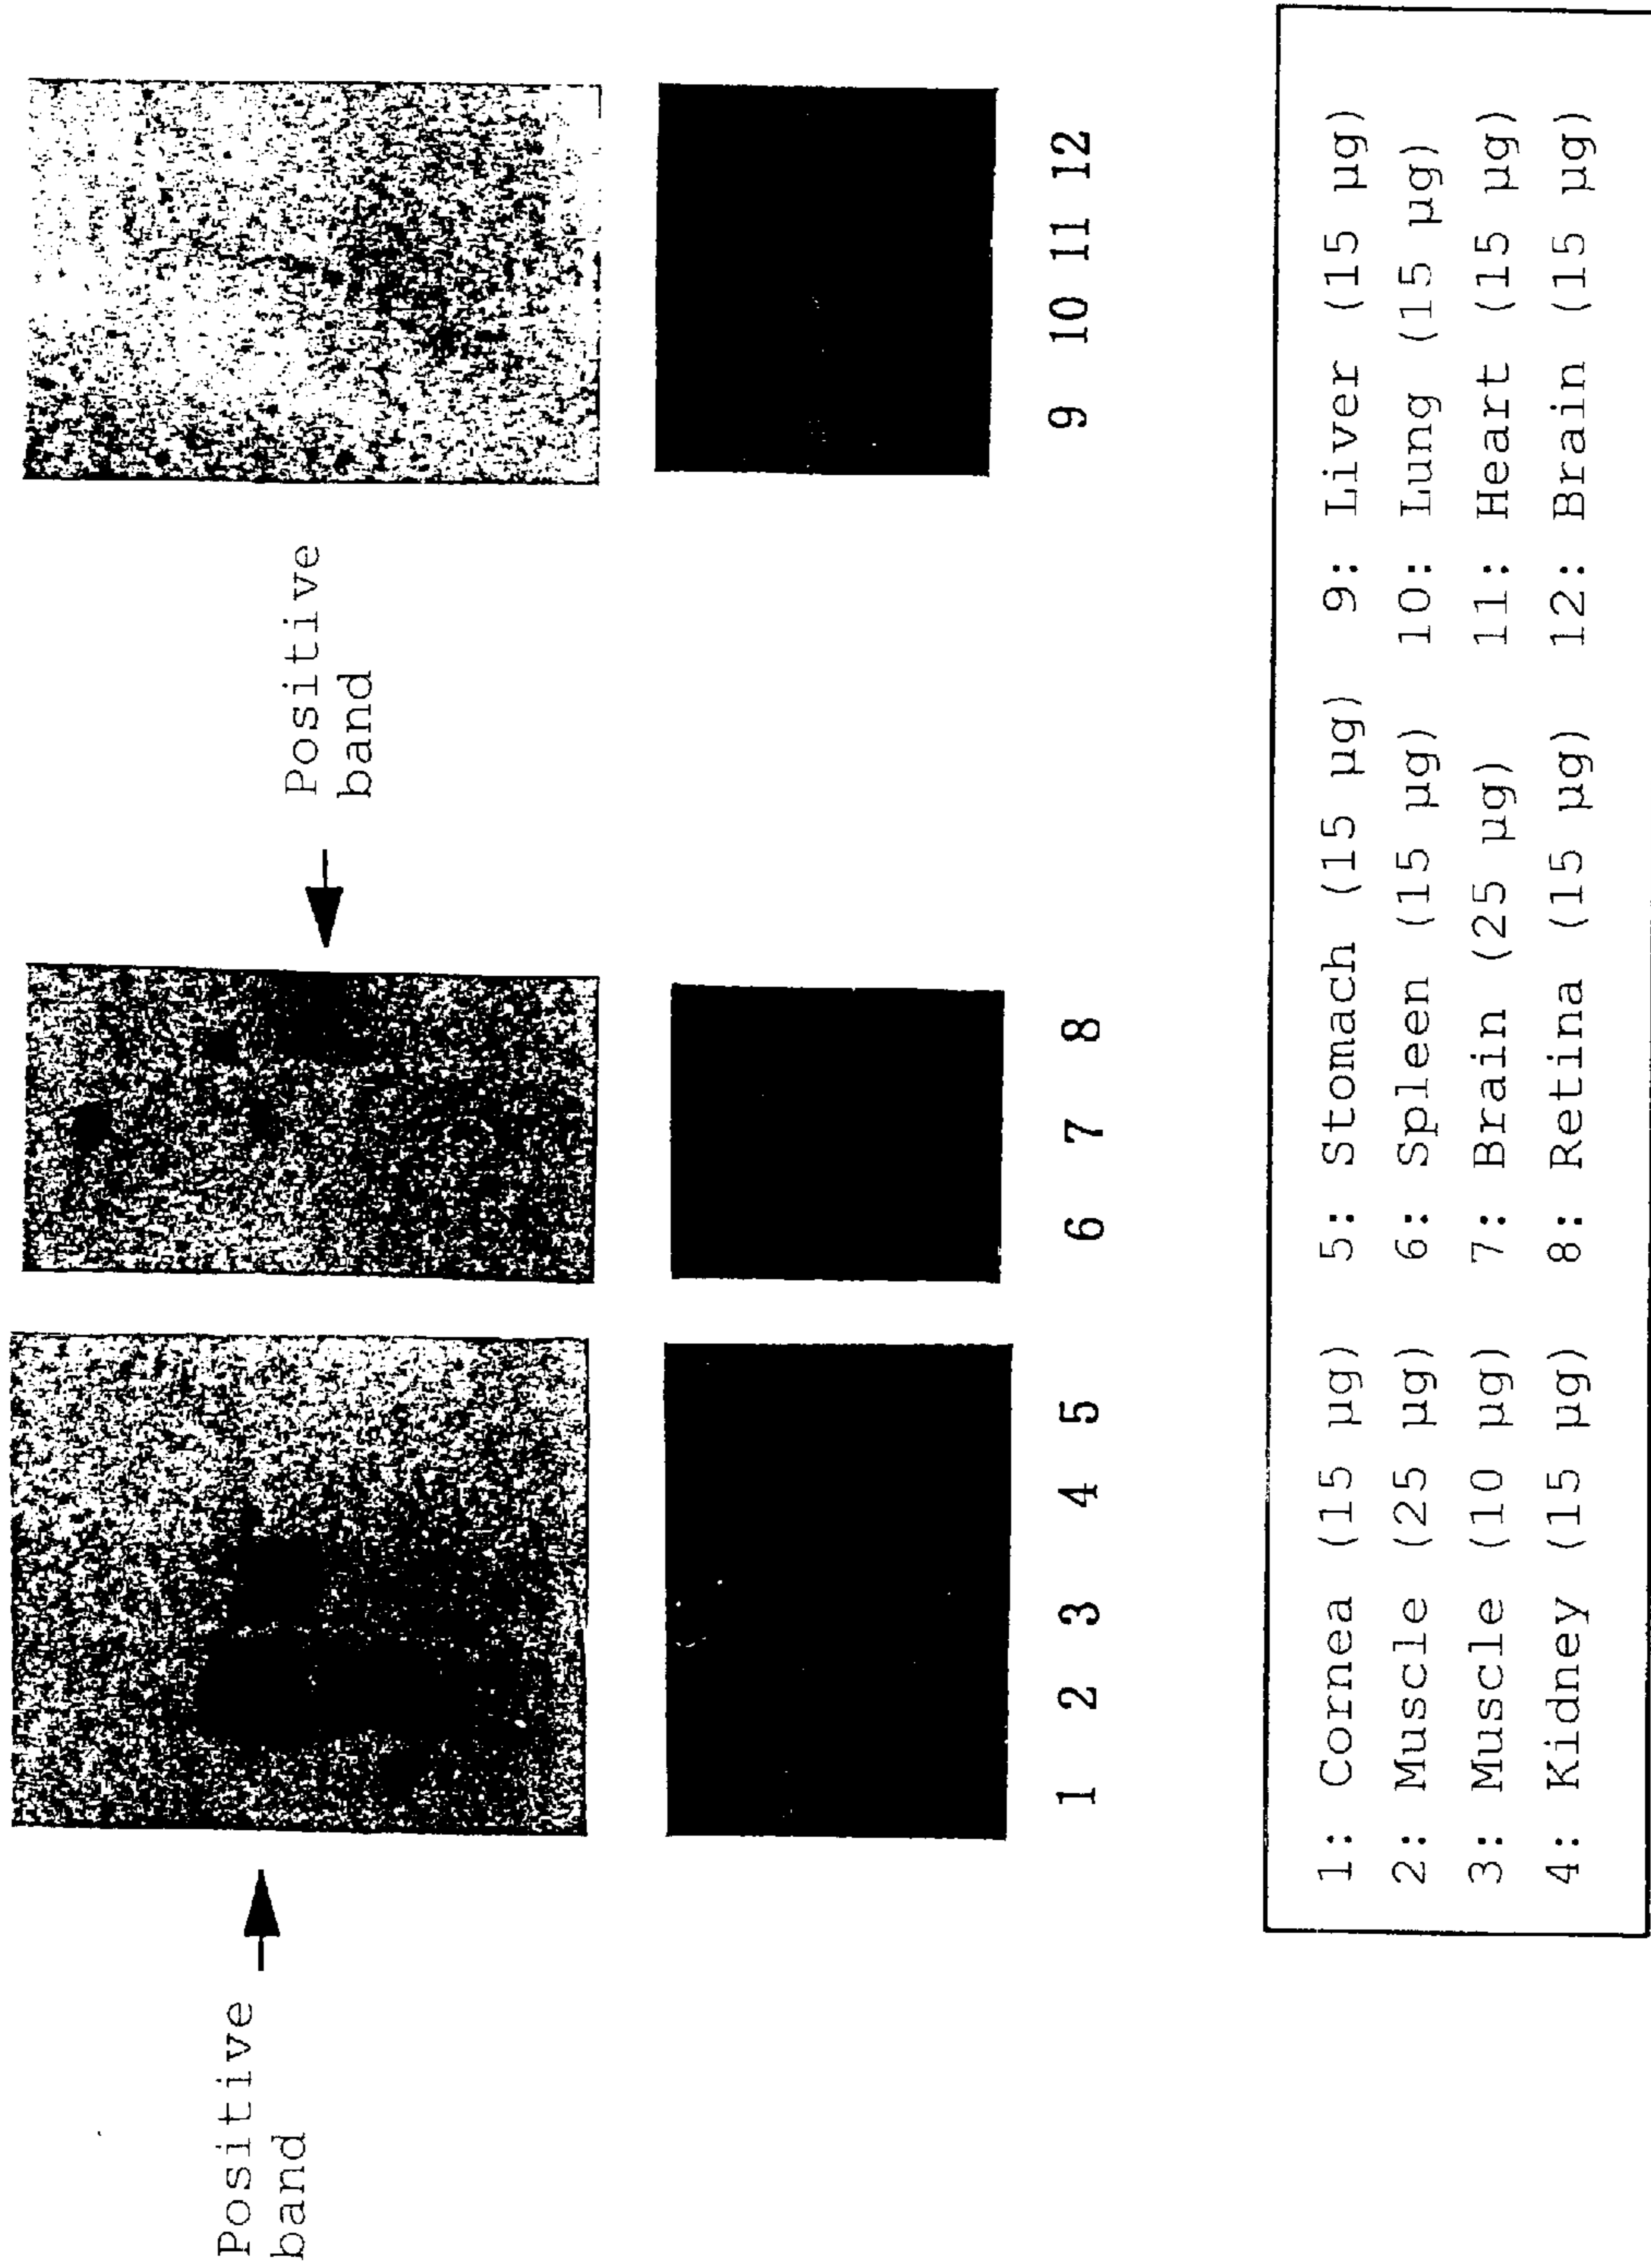 Positive
band
Positive
band
1 2 3 4 5 6 7 8 9 10 11 12
1: Cornea (15 µg) 5: Stomach (15 µg) 9: Liver (15 µg)
2: Muscle (25 µg) 6: Spleen (15 µg) 10: Lung (15 µg)
3: Muscle (10 µg) 7: Brain (25 µg) 11: Heart (15 µg)
4: Kidney (15 µg) 8: Retina (15 µg) 12: Brain (15 µg)